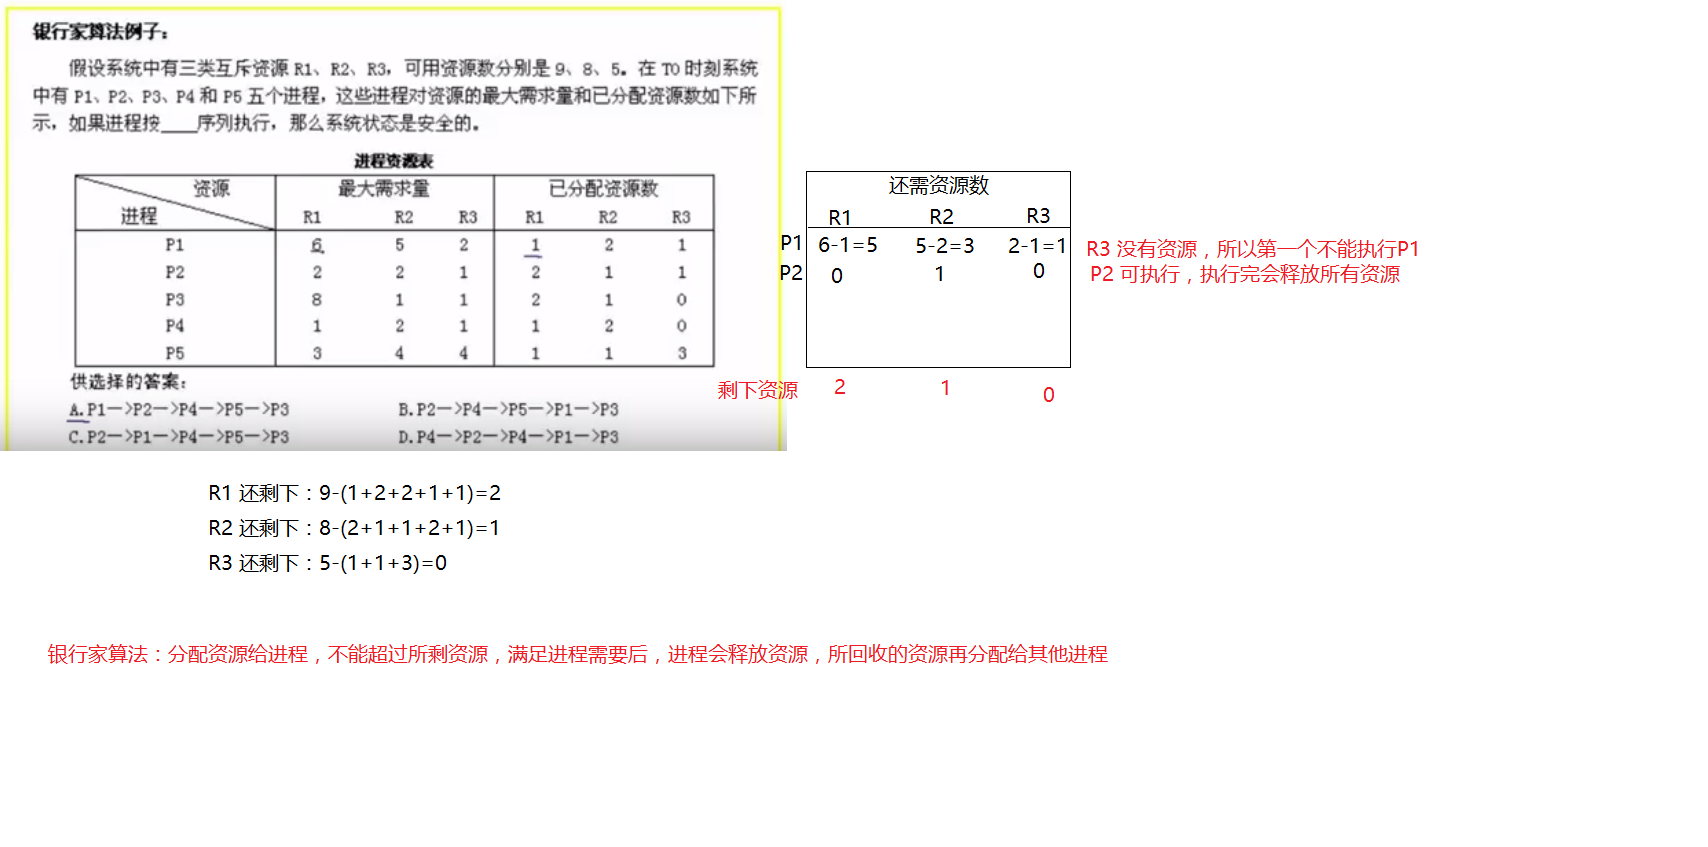 银行家算法例子：
假设系统中有三类互斥资源 R1、R2、R3，可用资源数分别是 9、8、5。在 T0 时刻系统
中有 P1、P2、P3、P4 和 P5 五个进程，这些进程对资源的最大需求量和已分配资源数如下所
示，如果进程按____序列执行，那么系统状态是安全的。
进程资源表
资源 最大需求量 已分配资源数
进程 R1 R2 R3 R1 R2 R3
P1 6 5 2 1 2 1
P2 2 2 1 2 1 1
P3 8 1 1 2 1 0
P4 1 2 1 1 2 0
P5 3 4 4 1 1 3
供选择的答案：
A.P1—>P2—>P4—>P5—>P3 B.P2—>P4—>P5—>P1—>P3
C.P2—>P1—>P4—>P5—>P3 D.P4—>P2—>P4—>P1—>P3
还需资源数
R1 R2 R3
P1 6-1=5 5-2=3 2-1=1 R3 没有资源，所以第一个不能执行P1
P2 0 1 0 P2 可执行，执行完会释放所有资源
剩下资源 2 1 0
R1 还剩下：9-(1+2+2+1+1)=2
R2 还剩下：8-(2+1+1+2+1)=1
R3 还剩下：5-(1+1+3)=0
银行家算法：分配资源给进程，不能超过所剩资源，满足进程需要后，进程会释放资源，所回收的资源再分配给其他进程